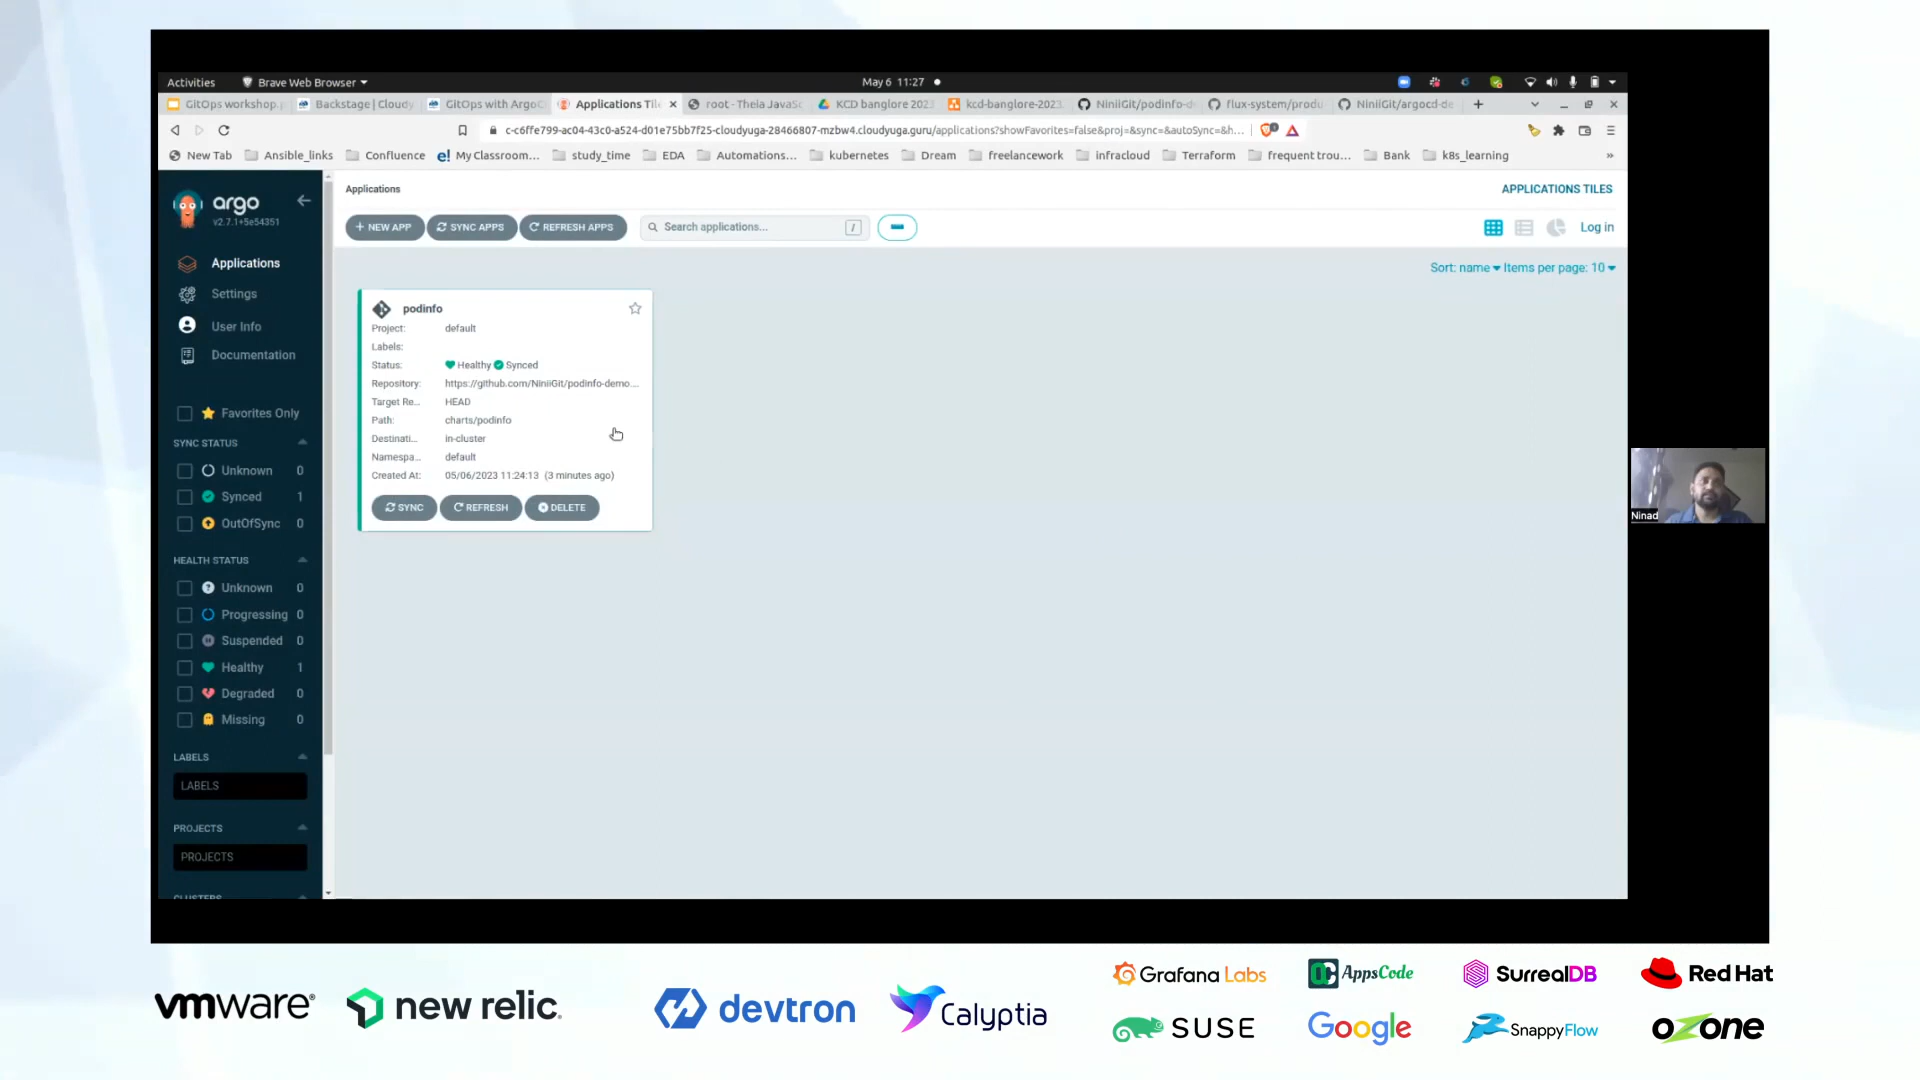 Activities
Brave Web Browser
May 6 11:27
GitOps workshop.p
Backstage | Cloudy
GitOps with ArgoC
Applications Tile
root - Theia JavaSc
KCD banglore 2023
kcd-banglore-2023.
NiniiGit/podinfo-de
flux-system/produ
NiniiGit/argocd-de
c-c6ffe799-ac04-43c0-a524-d01e75bb7f25-cloudyuga-28466807-mzbw4.cloudyuga.guru/applications?showFavorites=false&proj=&sync=&autoSync=&h...
New Tab
Ansible_links
Confluence
My Classroom...
study_time
EDA
Automations...
kubernetes
Dream
freelancework
infracloud
Terraform
frequent trou...
Bank
k8s_learning
»
argo
v2.7.1+5e54351
Applications
Settings
User Info
Documentation
Favorites Only
SYNC STATUS
Unknown 0
Synced 1
OutOfSync 0
HEALTH STATUS
Unknown 0
Progressing 0
Suspended 0
Healthy 1
Degraded 0
Missing 0
LABELS
LABELS
PROJECTS
PROJECTS
CLUSTERS
Applications
APPLICATIONS TILES
+ NEW APP
SYNC APPS
REFRESH APPS
Search applications...
/
Log in
Sort: name
Items per page: 10
podinfo
Project: default
Labels:
Status: Healthy Synced
Repository: https://github.com/NiniiGit/podinfo-demo...
Target Re... HEAD
Path: charts/podinfo
Destinati... in-cluster
Namespa... default
Created At: 05/06/2023 11:24:13 (3 minutes ago)
SYNC
REFRESH
DELETE
Ninad
vmware
new relic.
devtron
Calyptia
Grafana Labs
AppsCode
SurrealDB
Red Hat
SUSE
Google
SnappyFlow
ozone